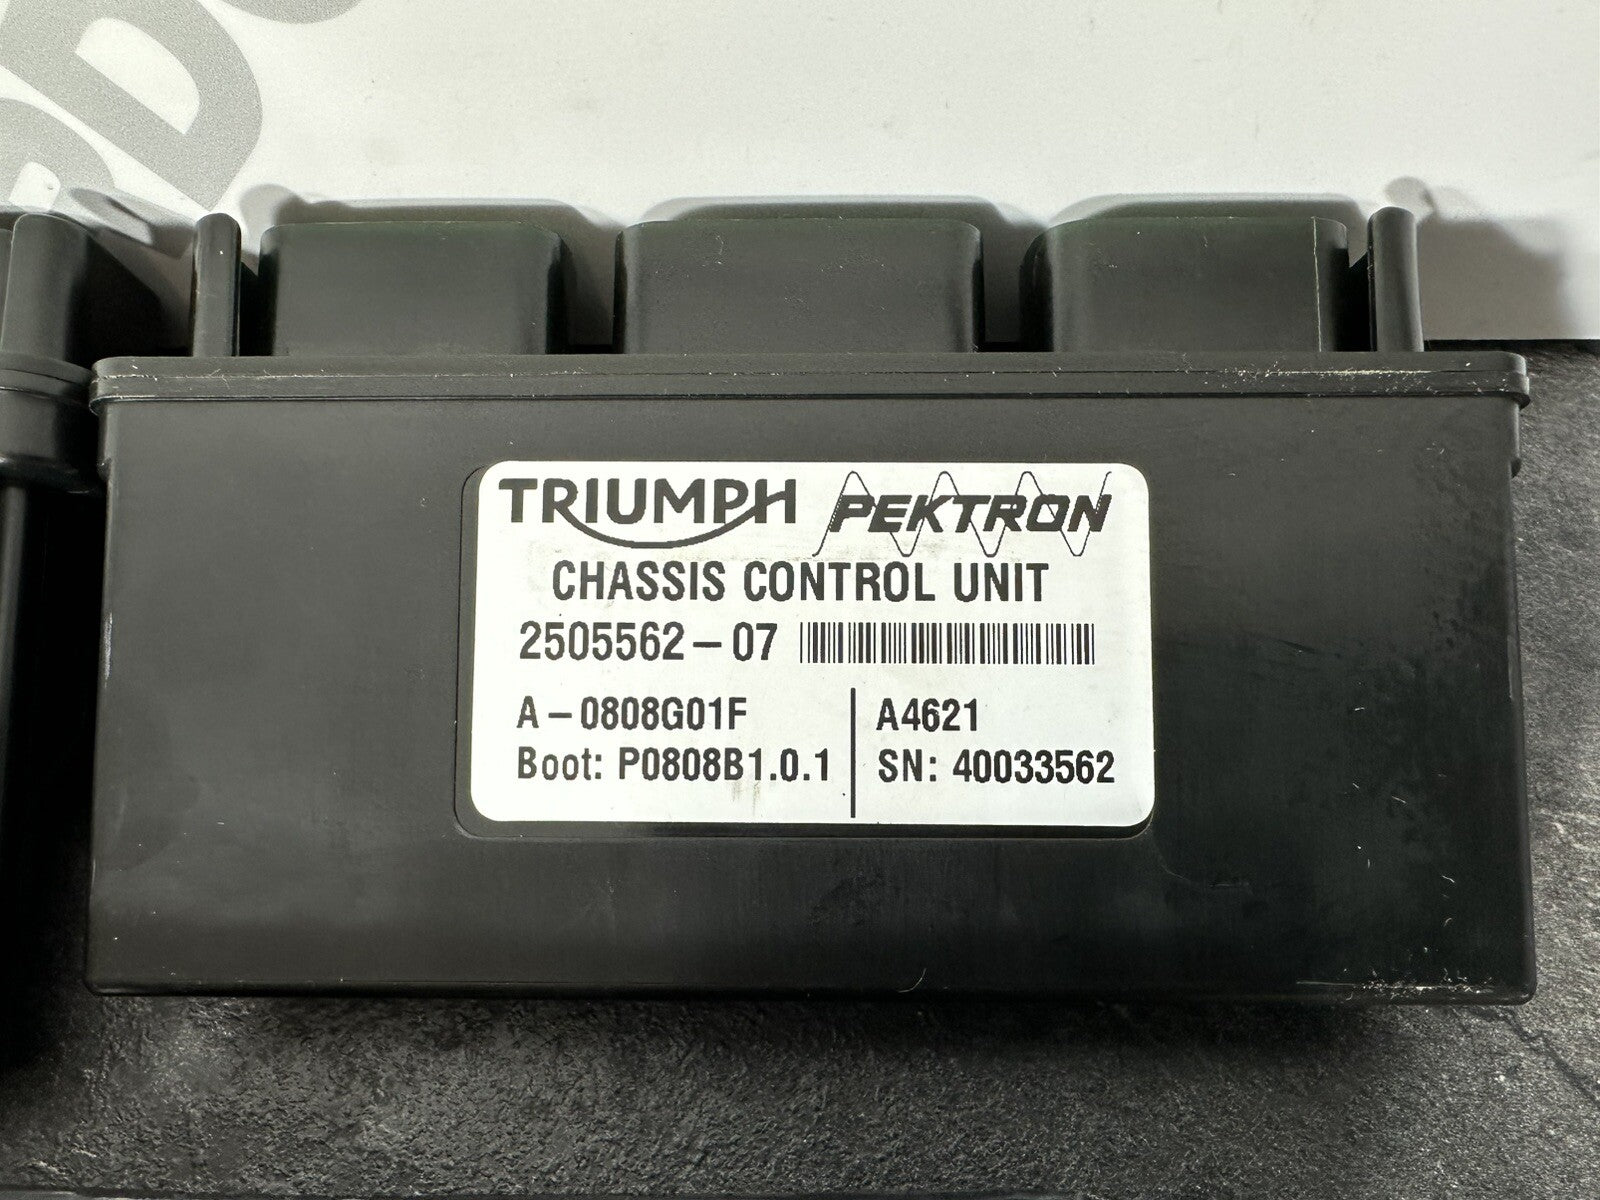 TRIUMPH PEKTRON
CHASSIS CONTROL UNIT
2505562-07
A-0808G01F
Boot: P0808B1.0.1
A4621
SN: 40033562